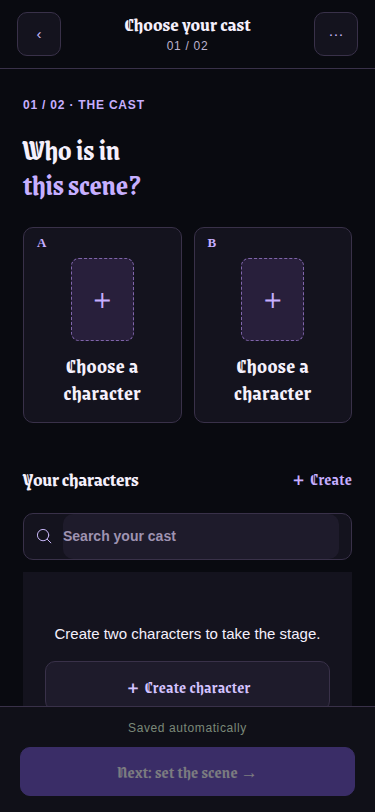 ‹
Choose your cast
01 / 02
...
01 / 02 · THE CAST
Who is in
this scene?
A
+
Choose a
character
B
+
Choose a
character
Your characters
+ Create
Search your cast
Create two characters to take the stage.
+ Create character
Saved automatically
Next: set the scene →